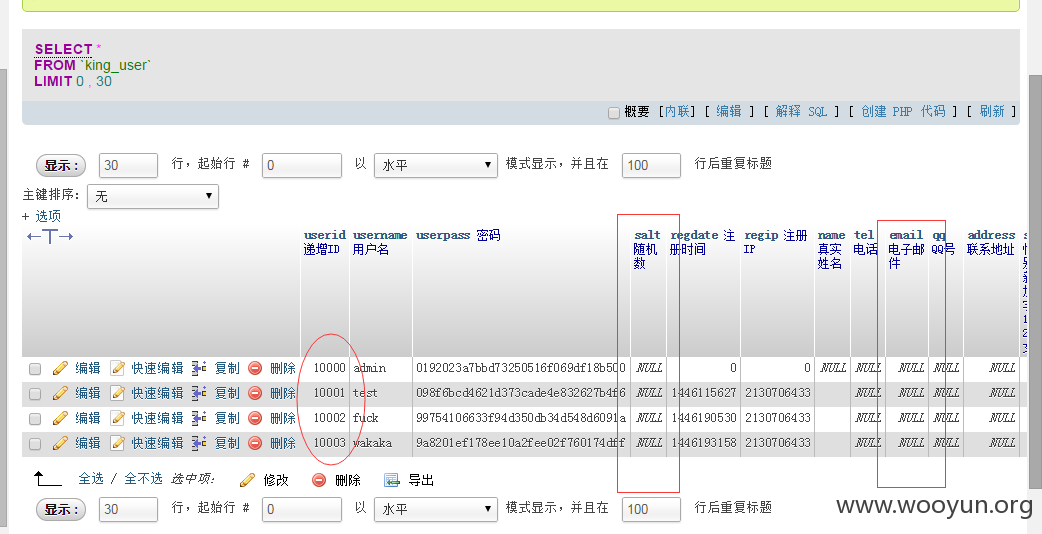 SELECT *
FROM `king_user`
LIMIT 0 , 30
概要 [内联] [ 编辑 ] [ 解释 SQL ] [ 创建 PHP 代码 ] [ 刷新 ]
显示 : 30 行，起始行 # 0 以 水平 模式显示，并且在 100 行后重复标题
主键排序: 无
+ 选项
←T→ userid 递增ID username 用户名 userpass 密码 salt 随机数 regdate 注册时间 regip 注册IP name 真实姓名 tel 电话 email 电子邮件 qq QQ号 address 联系地址
编辑 快速编辑 复制 删除 10000 admin 0192023a7bbd73250516f069df18b500 NULL 0 0 NULL NULL NULL NULL NULL
编辑 快速编辑 复制 删除 10001 test 098f6bcd4621d373cade4e832627b4f6 NULL 1446115627 2130706433 NULL NULL NULL NULL
编辑 快速编辑 复制 删除 10002 fuck 99754106633f94d350db34d548d6091a NULL 1446190530 2130706433 NULL NULL NULL NULL
编辑 快速编辑 复制 删除 10003 wakaka 9a8201ef178ee10a2fee02f760174dff NULL 1446193158 2130706433 NULL NULL NULL NULL
全选 / 全不选 选中项: 修改 删除 导出
显示 : 30 行，起始行 # 0 以 水平 模式显示，并且在 100 行后重复标题
www.wooyun.org